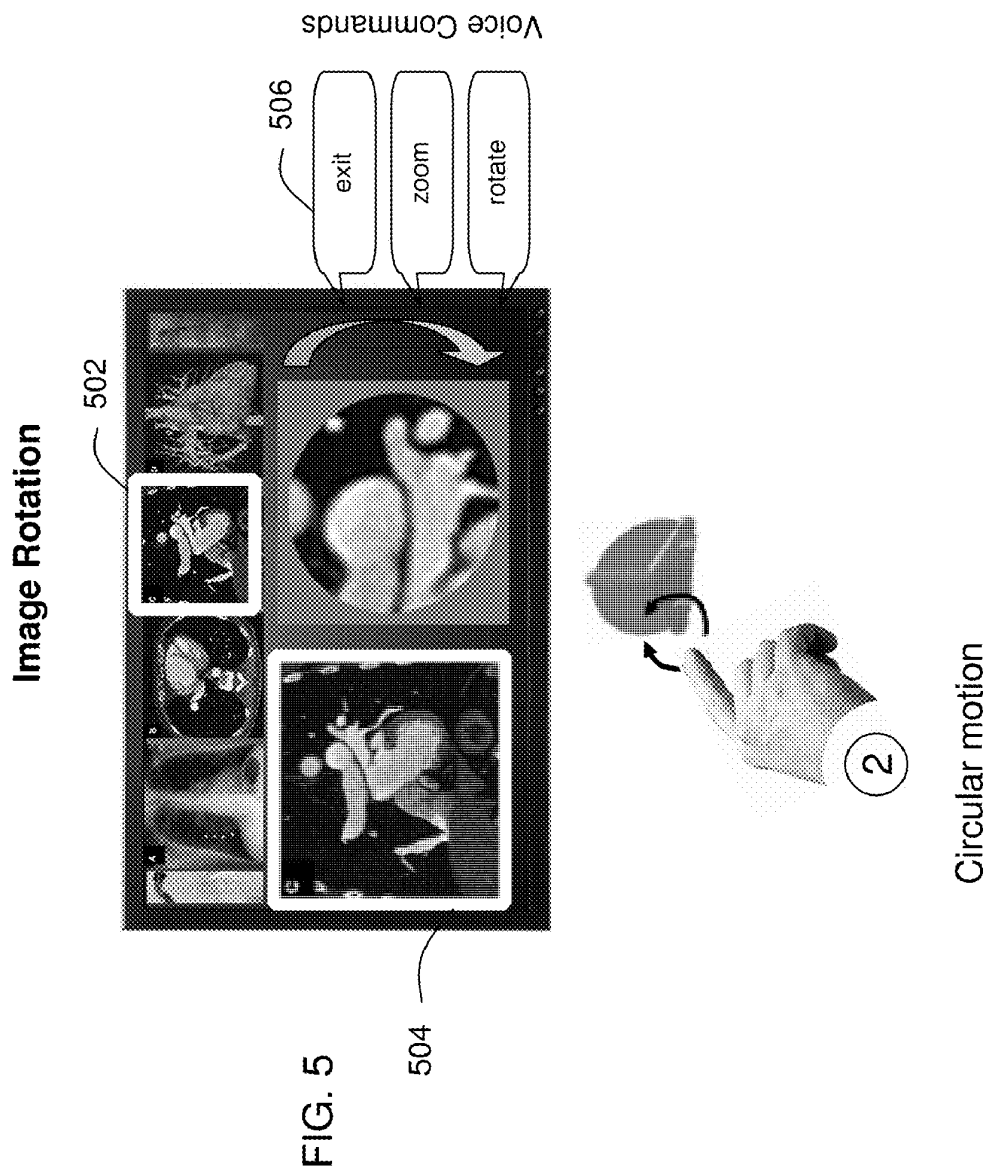 Image Rotation
502
506
exit
zoom
rotate
Voice Commands
504
FIG. 5
2
Circular motion
A
C